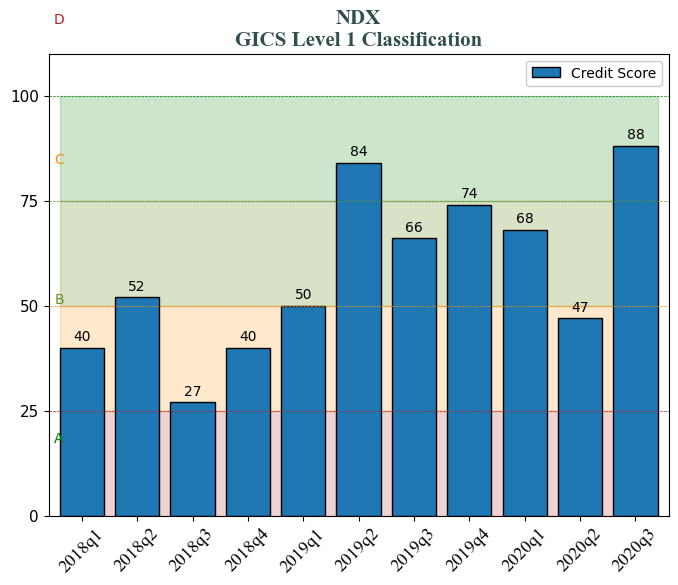 D
NDX
GICS Level 1 Classification
Credit Score
100
88
84
C
75
74
68
66
52
50
B
50
47
40
40
27
25
A
0
2018q1
2018q2
2018q3
2018q4
2019q1
2019q2
2019q3
2019q4
2020q1
2020q2
2020q3